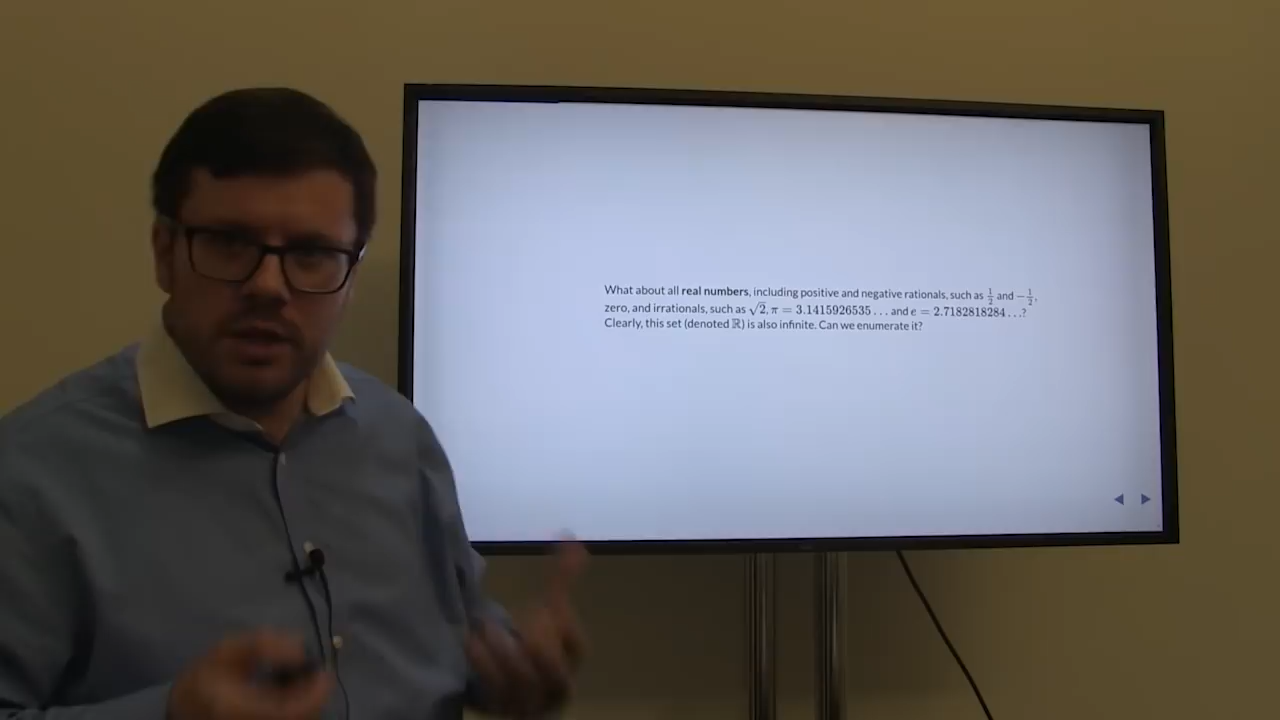 What about all real numbers, including positive and negative rationals, such as 1/2 and −1/2,
zero, and irrationals, such as √2, π = 3.1415926535 ... and e = 2.7182818284 ...?
Clearly, this set (denoted ℝ) is also infinite. Can we enumerate it?